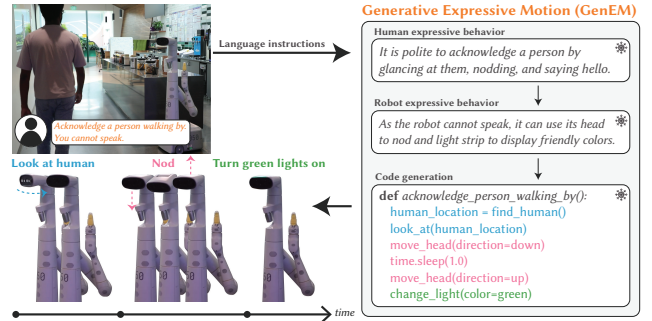 Generative Expressive Motion (GenEM)
Language instructions
Acknowledge a person walking by.
You cannot speak.
Human expressive behavior
It is polite to acknowledge a person by
glancing at them, nodding, and saying hello.
Robot expressive behavior
As the robot cannot speak, it can use its head
to nod and light strip to display friendly colors.
Code generation
def acknowledge_person_walking_by():
human_location = find_human()
look_at(human_location)
move_head(direction=down)
time.sleep(1.0)
move_head(direction=up)
change_light(color=green)
Look at human
Nod
Turn green lights on
time